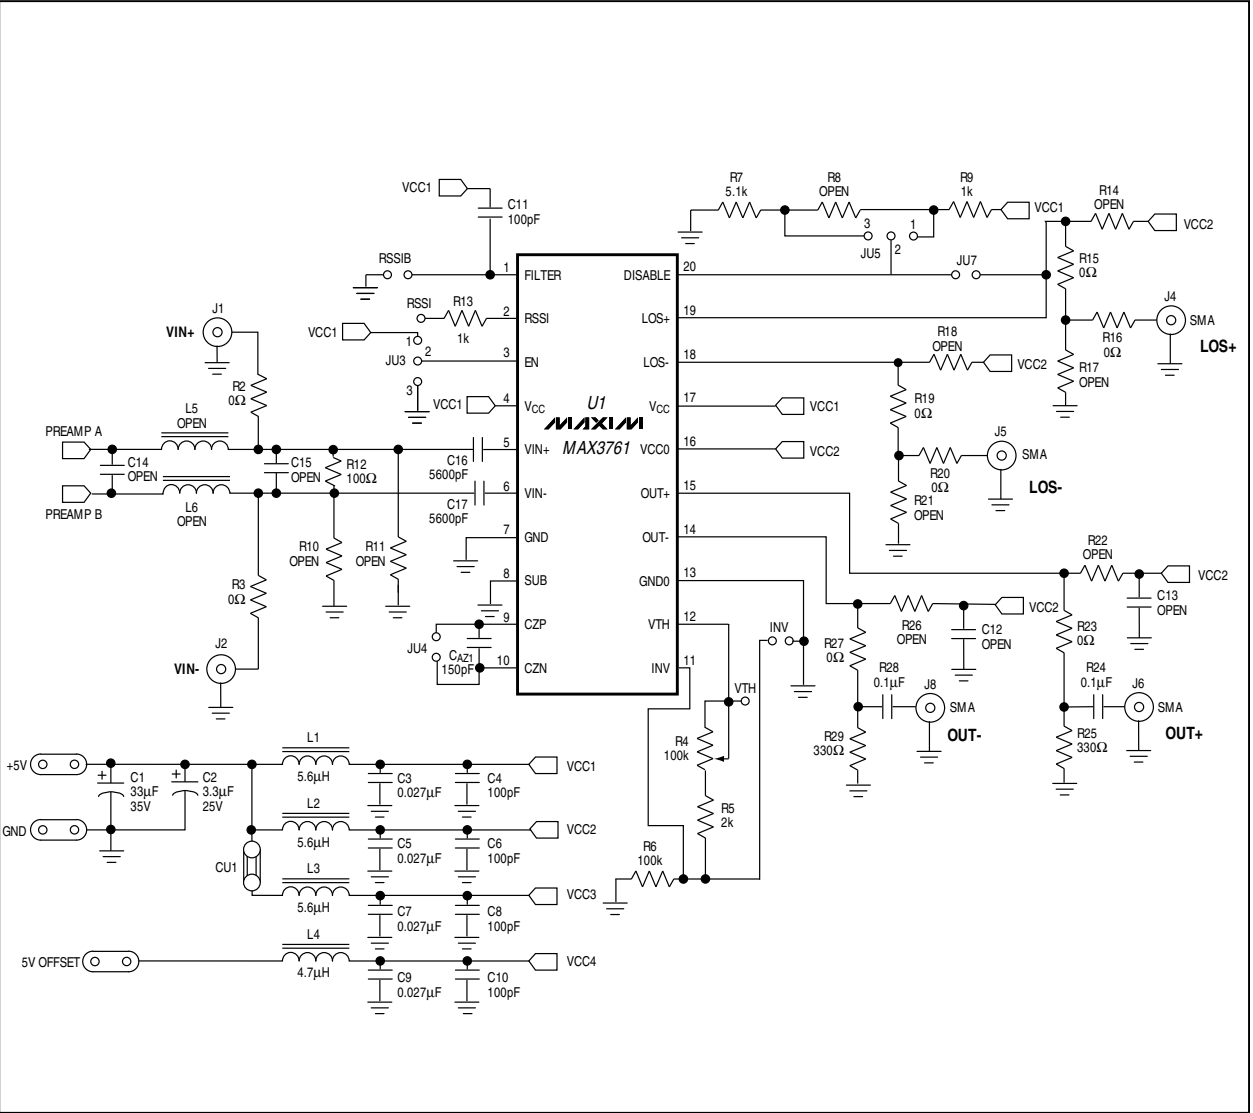 VCC1
C11
100pF
RSSIB
RSSI
R13
1k
VCC1
1
2
JU3
3
VCC1
J1
VIN+
R2
0Ω
L5
OPEN
PREAMP A
C14
OPEN
C15
OPEN
R12
100Ω
C16
5600pF
PREAMP B
L6
OPEN
C17
5600pF
R10
OPEN
R11
OPEN
R3
0Ω
J2
VIN-
JU4
CAZ1
150pF
1
FILTER
2
RSSI
3
EN
4
VCC
5
VIN+
6
VIN-
7
GND
8
SUB
9
CZP
10
CZN
U1
MAXIM
MAX3761
DISABLE
20
LOS+
19
LOS-
18
VCC
17
VCC0
16
OUT+
15
OUT-
14
GND0
13
VTH
12
INV
11
R7
5.1k
R8
OPEN
R9
1k
VCC1
3
1
JU5
2
JU7
R14
OPEN
VCC2
R15
0Ω
J4
SMA
R16
0Ω
LOS+
R17
OPEN
R18
OPEN
VCC2
VCC1
VCC2
R19
0Ω
J5
SMA
R20
0Ω
LOS-
R21
OPEN
R22
OPEN
VCC2
C13
OPEN
R23
0Ω
R24
0.1µF
J6
SMA
OUT+
R25
330Ω
R26
OPEN
VCC2
C12
OPEN
R27
0Ω
R28
0.1µF
J8
SMA
OUT-
R29
330Ω
INV
VTH
R4
100k
R5
2k
R6
100k
+5V
C1
33µF
35V
C2
3.3µF
25V
GND
CU1
L1
5.6µH
C3
0.027µF
C4
100pF
VCC1
L2
5.6µH
C5
0.027µF
C6
100pF
VCC2
L3
5.6µH
C7
0.027µF
C8
100pF
VCC3
5V OFFSET
L4
4.7µH
C9
0.027µF
C10
100pF
VCC4